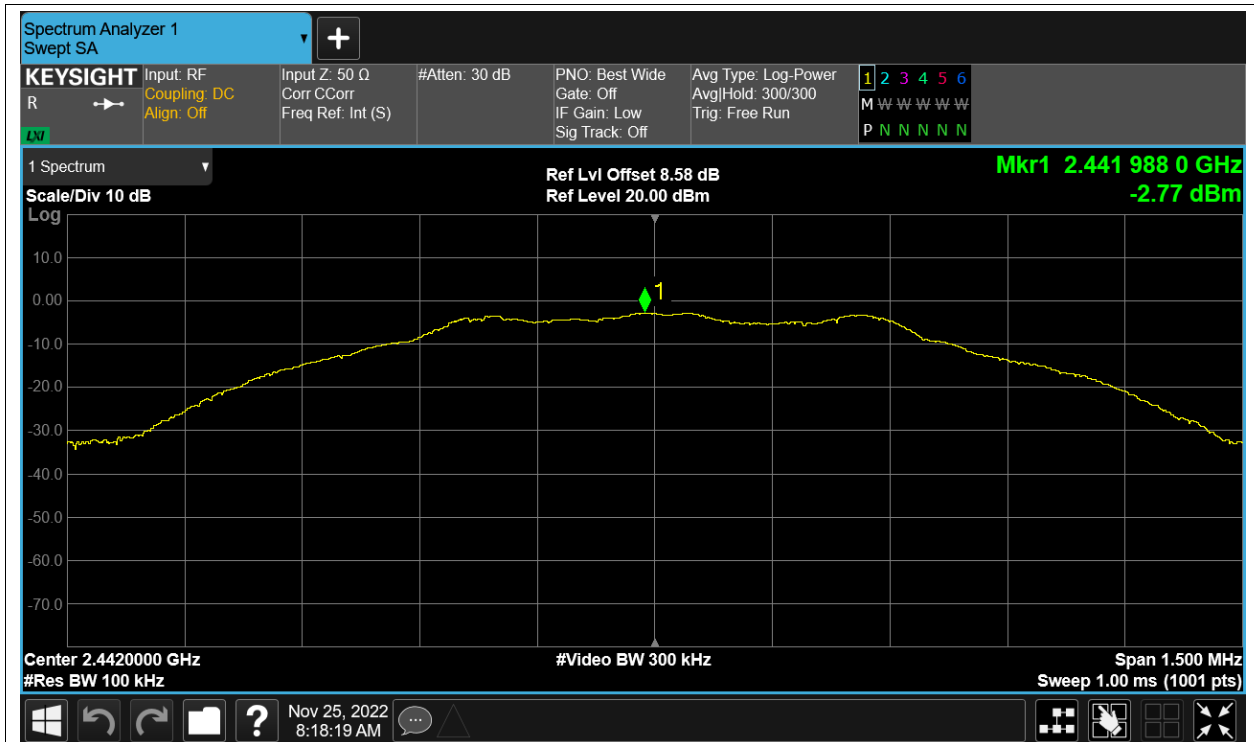 Spectrum Analyzer 1
Swept SA
KEYSIGHT
R
LXI
Input: RF
Coupling: DC
Align: Off
Input Z: 50 Ω
Corr CCorr
Freq Ref: Int (S)
#Atten: 30 dB
PNO: Best Wide
Gate: Off
IF Gain: Low
Sig Track: Off
Avg Type: Log-Power
Avg|Hold: 300/300
Trig: Free Run
1 2 3 4 5 6
M W W W W W
P N N N N N
1 Spectrum
Scale/Div 10 dB
Log
Ref Lvl Offset 8.58 dB
Ref Level 20.00 dBm
Mkr1 2.441 988 0 GHz
-2.77 dBm
10.0
0.00
-10.0
-20.0
-30.0
-40.0
-50.0
-60.0
-70.0
1
Center 2.4420000 GHz
#Res BW 100 kHz
#Video BW 300 kHz
Span 1.500 MHz
Sweep 1.00 ms (1001 pts)
?
Nov 25, 2022
8:18:19 AM